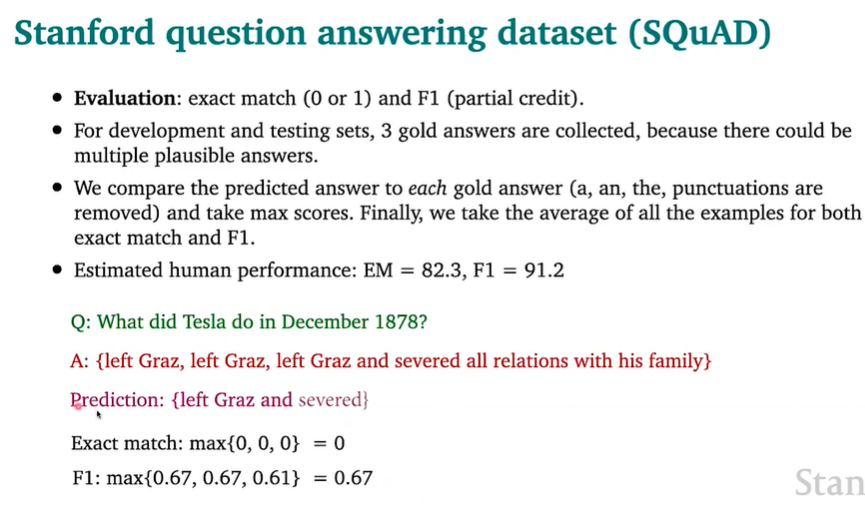 Stanford question answering dataset (SQuAD)
• Evaluation: exact match (0 or 1) and F1 (partial credit).
• For development and testing sets, 3 gold answers are collected, because there could be
multiple plausible answers.
• We compare the predicted answer to each gold answer (a, an, the, punctuations are
removed) and take max scores. Finally, we take the average of all the examples for both
exact match and F1.
• Estimated human performance: EM = 82.3, F1 = 91.2
Q: What did Tesla do in December 1878?
A: {left Graz, left Graz, left Graz and severed all relations with his family}
Prediction: {left Graz and severed}
Exact match: max{0, 0, 0} = 0
F1: max{0.67, 0.67, 0.61} = 0.67
Stan